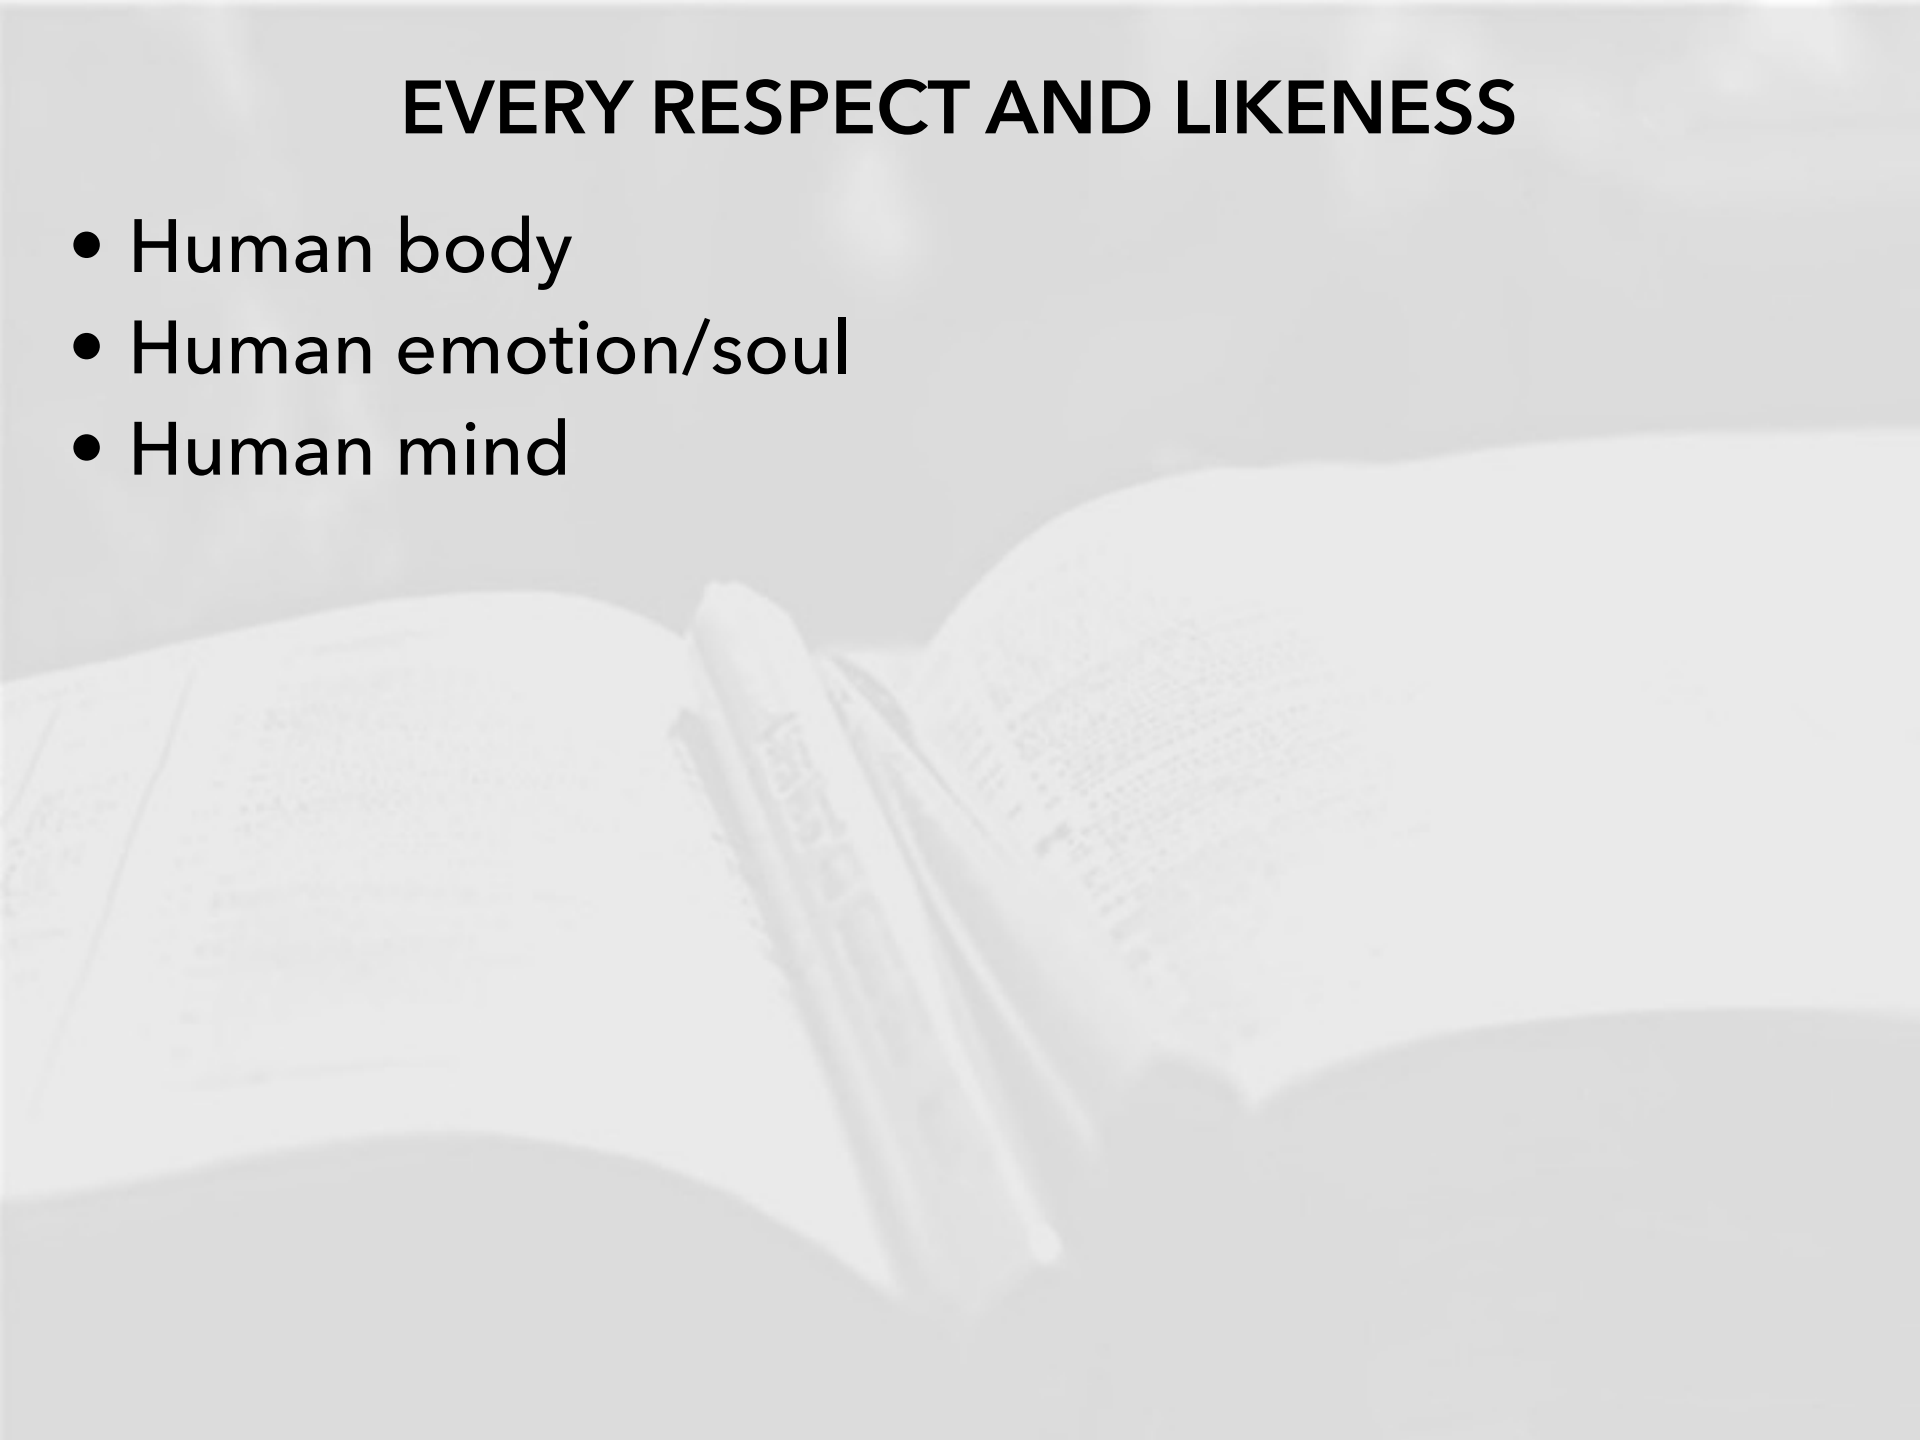 EVERY RESPECT AND LIKENESS
• Human body
• Human emotion/soul
• Human mind